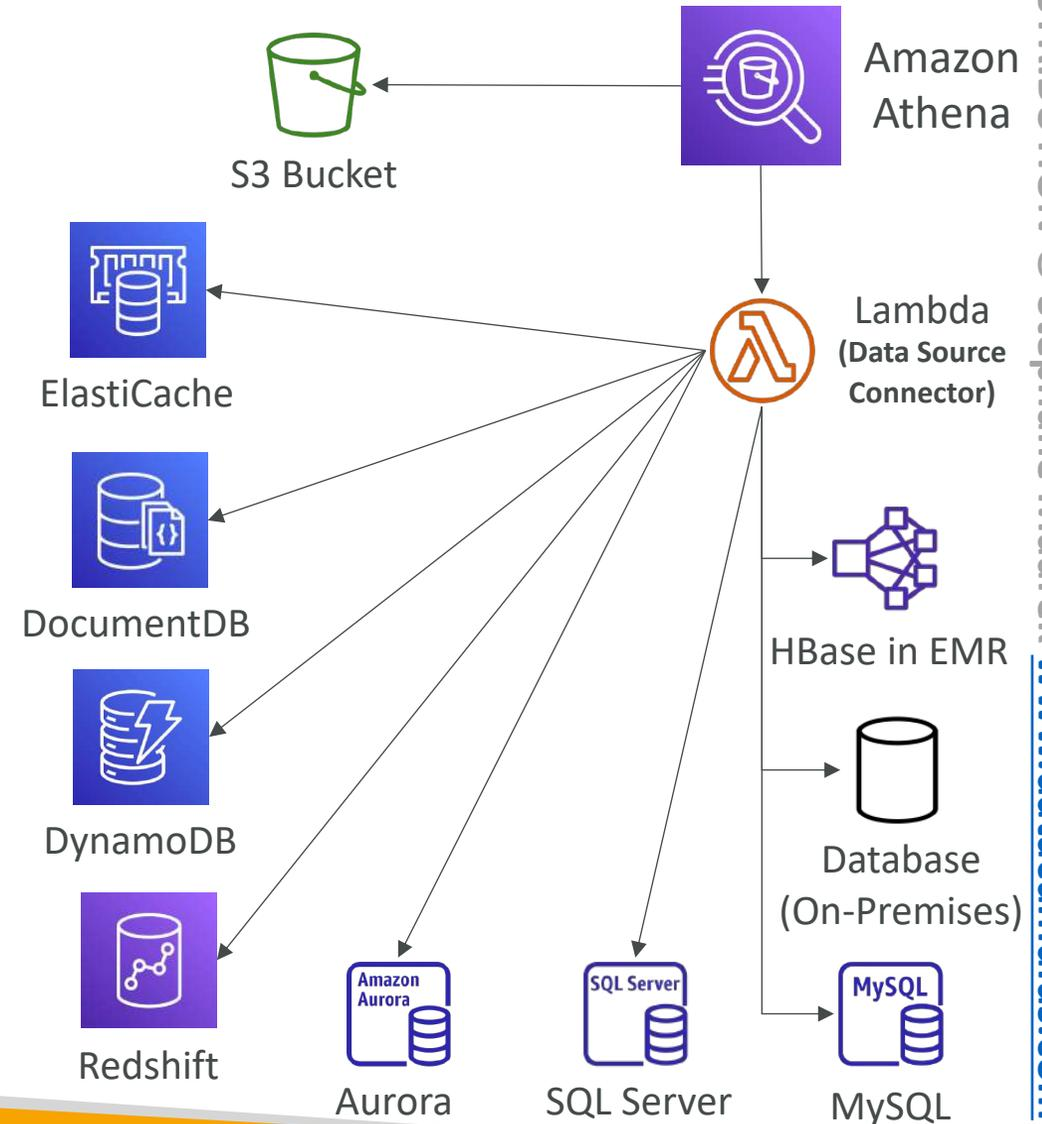 Amazon
Athena
S3 Bucket
Lambda
(Data Source
Connector)
ElastiCache
DocumentDB
HBase in EMR
DynamoDB
Database
(On-Premises)
Redshift
Amazon
Aurora
Aurora
SQL Server
SQL Server
MySQL
MySQL